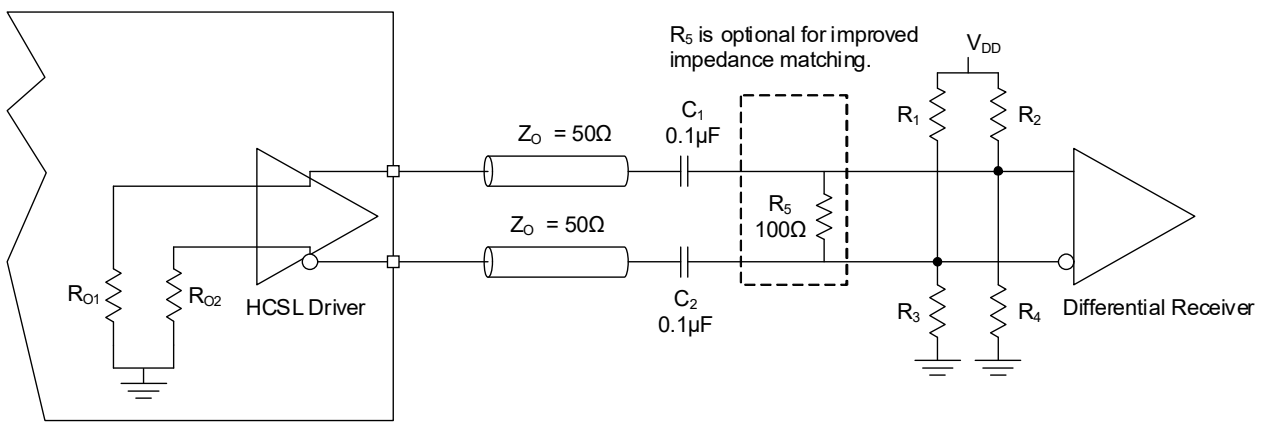 R5 is optional for improved
impedance matching.
VDD
C1
0.1µF
R1
R2
ZO = 50Ω
R5
100Ω
ZO = 50Ω
RO1
RO2
HCSL Driver
C2
0.1µF
R3
R4
Differential Receiver